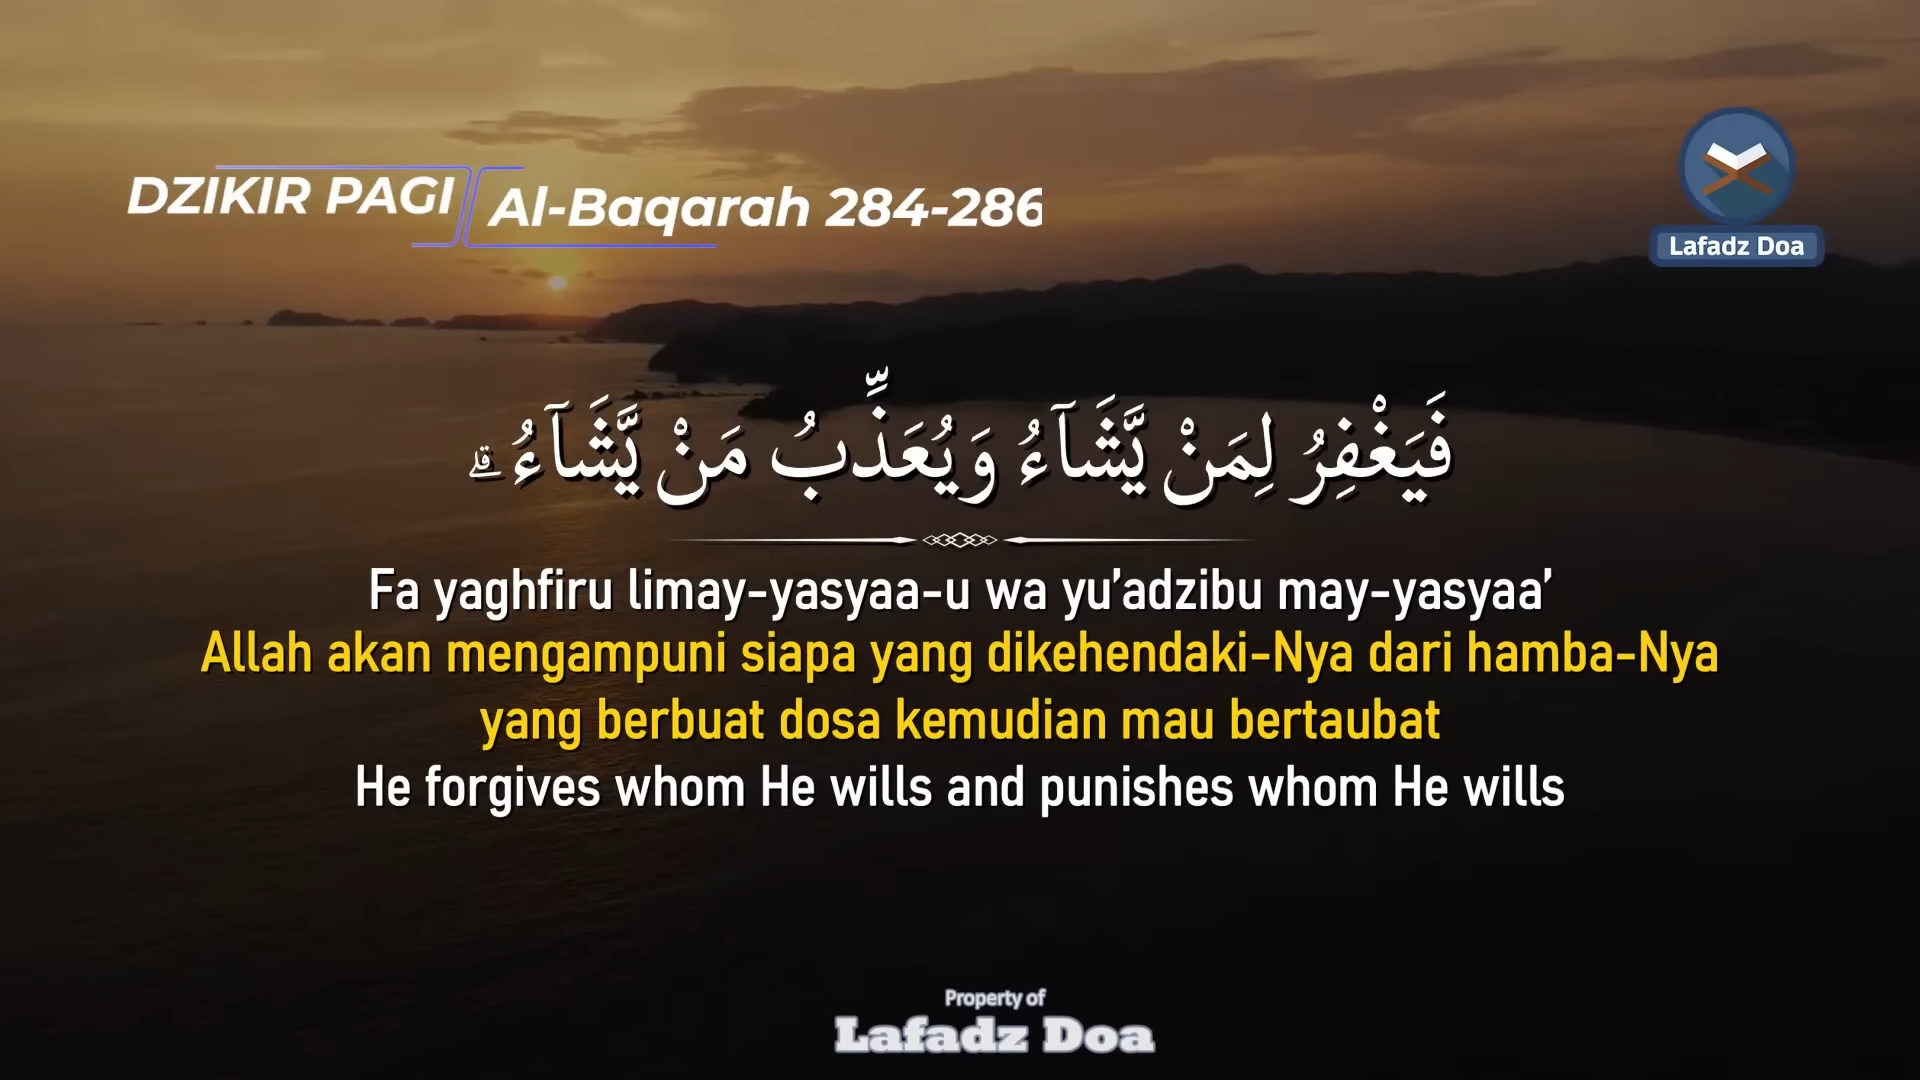 DZIKIR PAGI
Al-Baqarah 284-286
Lafadz Doa
فَيَغْفِرُ لِمَنْ يَّشَاۤءُ وَيُعَذِّبُ مَنْ يَّشَاۤءُ ۗ
Fa yaghfiru limay-yasyaa-u wa yu’adzibu may-yasyaa’
Allah akan mengampuni siapa yang dikehendaki-Nya dari hamba-Nya
yang berbuat dosa kemudian mau bertaubat
He forgives whom He wills and punishes whom He wills
Property of
Lafadz Doa